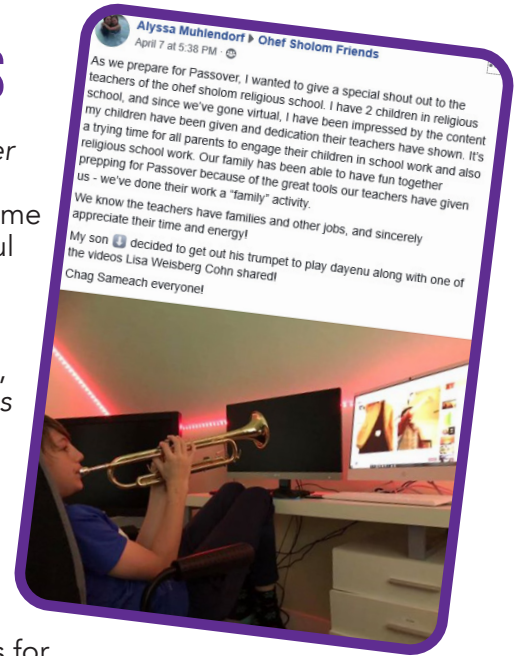 S
er
me
ul
,
s
s for
Alyssa Muhlendorf ▸ Ohef Sholom Friends
April 7 at 5:38 PM ·
As we prepare for Passover, I wanted to give a special shout out to the
teachers of the ohef sholom religious school. I have 2 children in religious
school, and since we've gone virtual, I have been impressed by the content
my children have been given and dedication their teachers have shown. It's
a trying time for all parents to engage their children in school work and also
religious school work. Our family has been able to have fun together
prepping for Passover because of the great tools our teachers have given
us - we've done their work a "family" activity.
We know the teachers have families and other jobs, and sincerely
appreciate their time and energy!
My son ⬇ decided to get out his trumpet to play dayenu along with one of
the videos Lisa Weisberg Cohn shared!
Chag Sameach everyone!